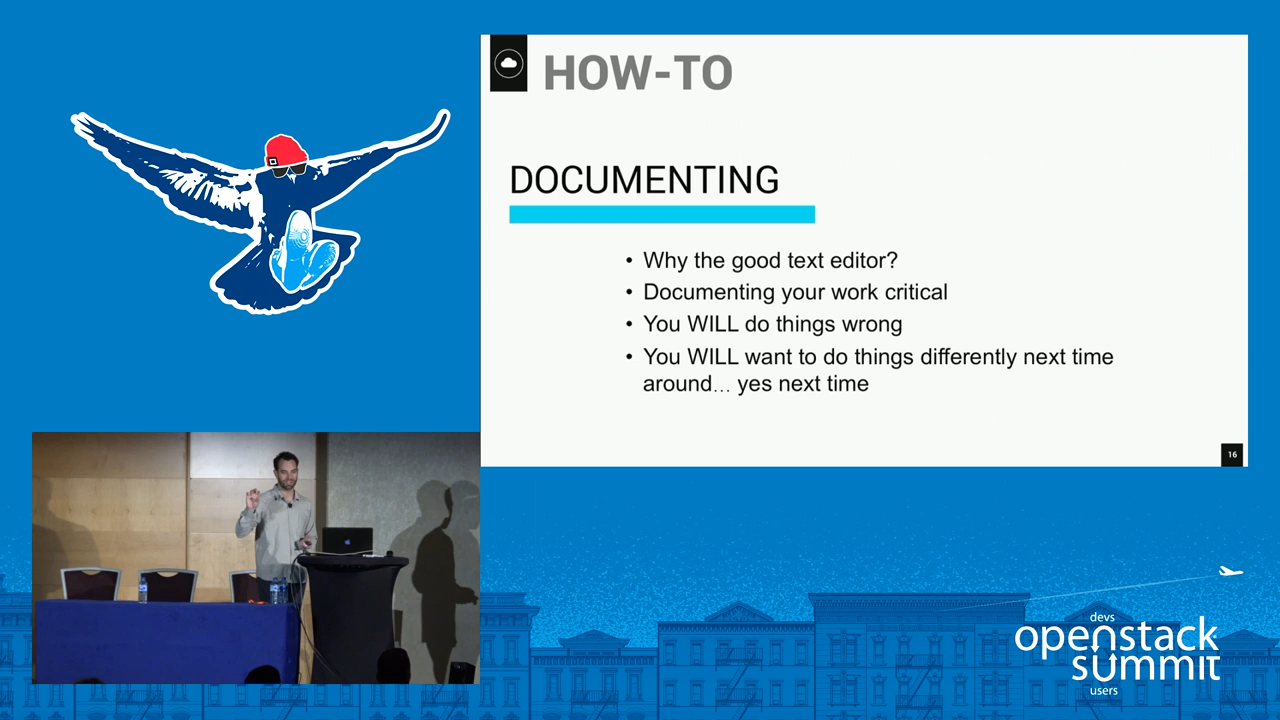 HOW-TO
DOCUMENTING
• Why the good text editor?
• Documenting your work critical
• You WILL do things wrong
• You WILL want to do things differently next time
around... yes next time
16
devs
openstack
summit
users